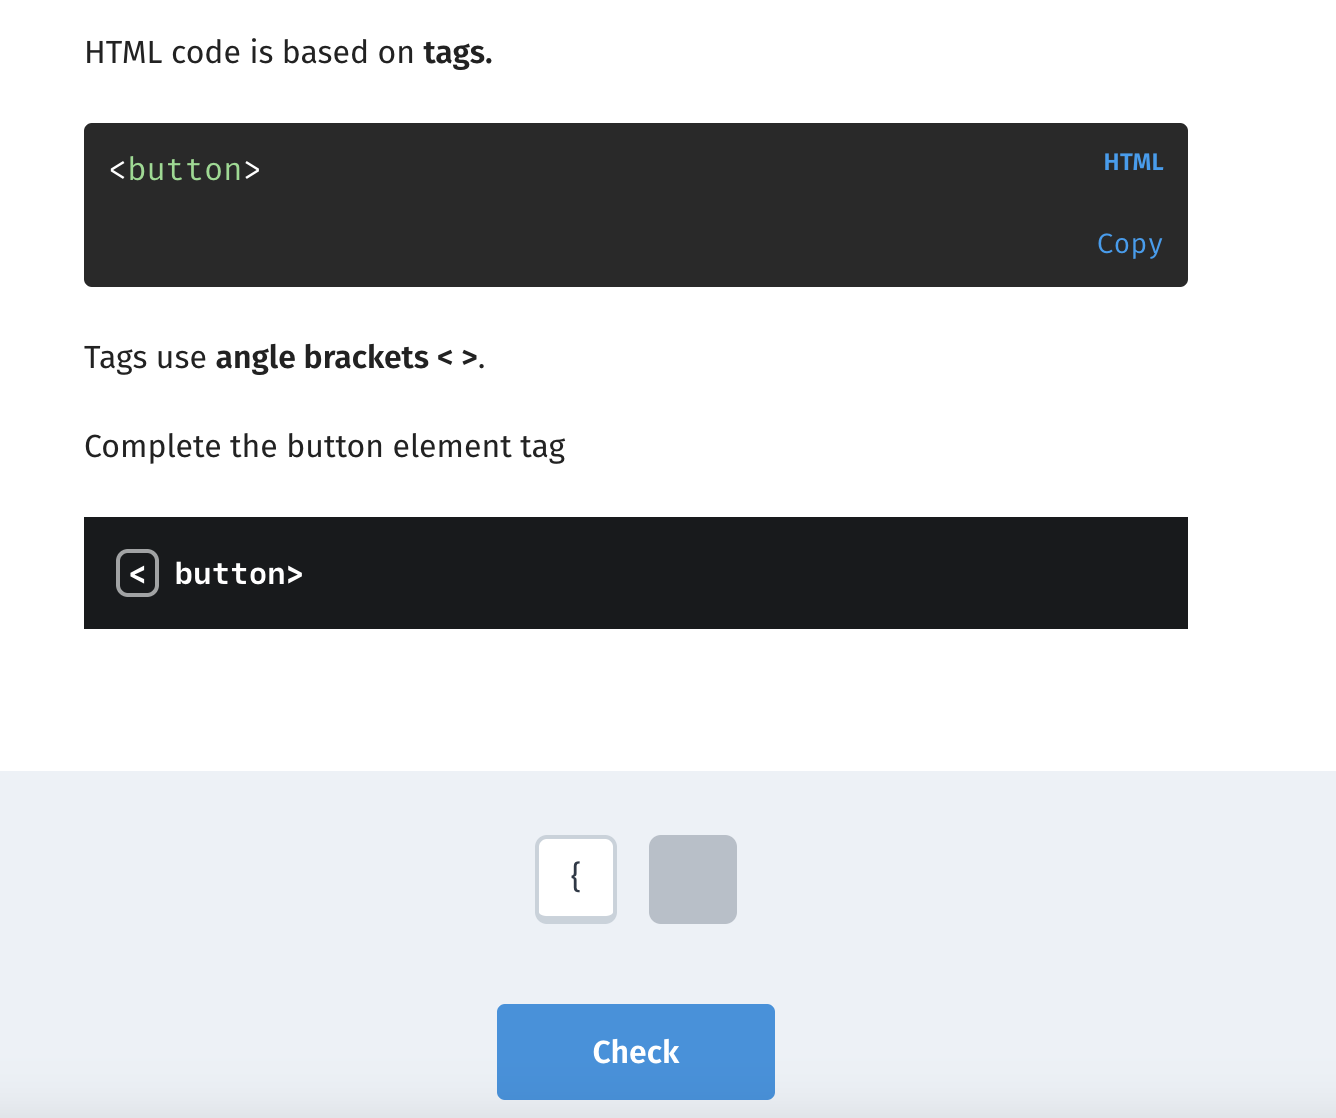 HTML code is based on tags.
<button>
HTML
Copy
Tags use angle brackets < >.
Complete the button element tag
< button>
{
Check